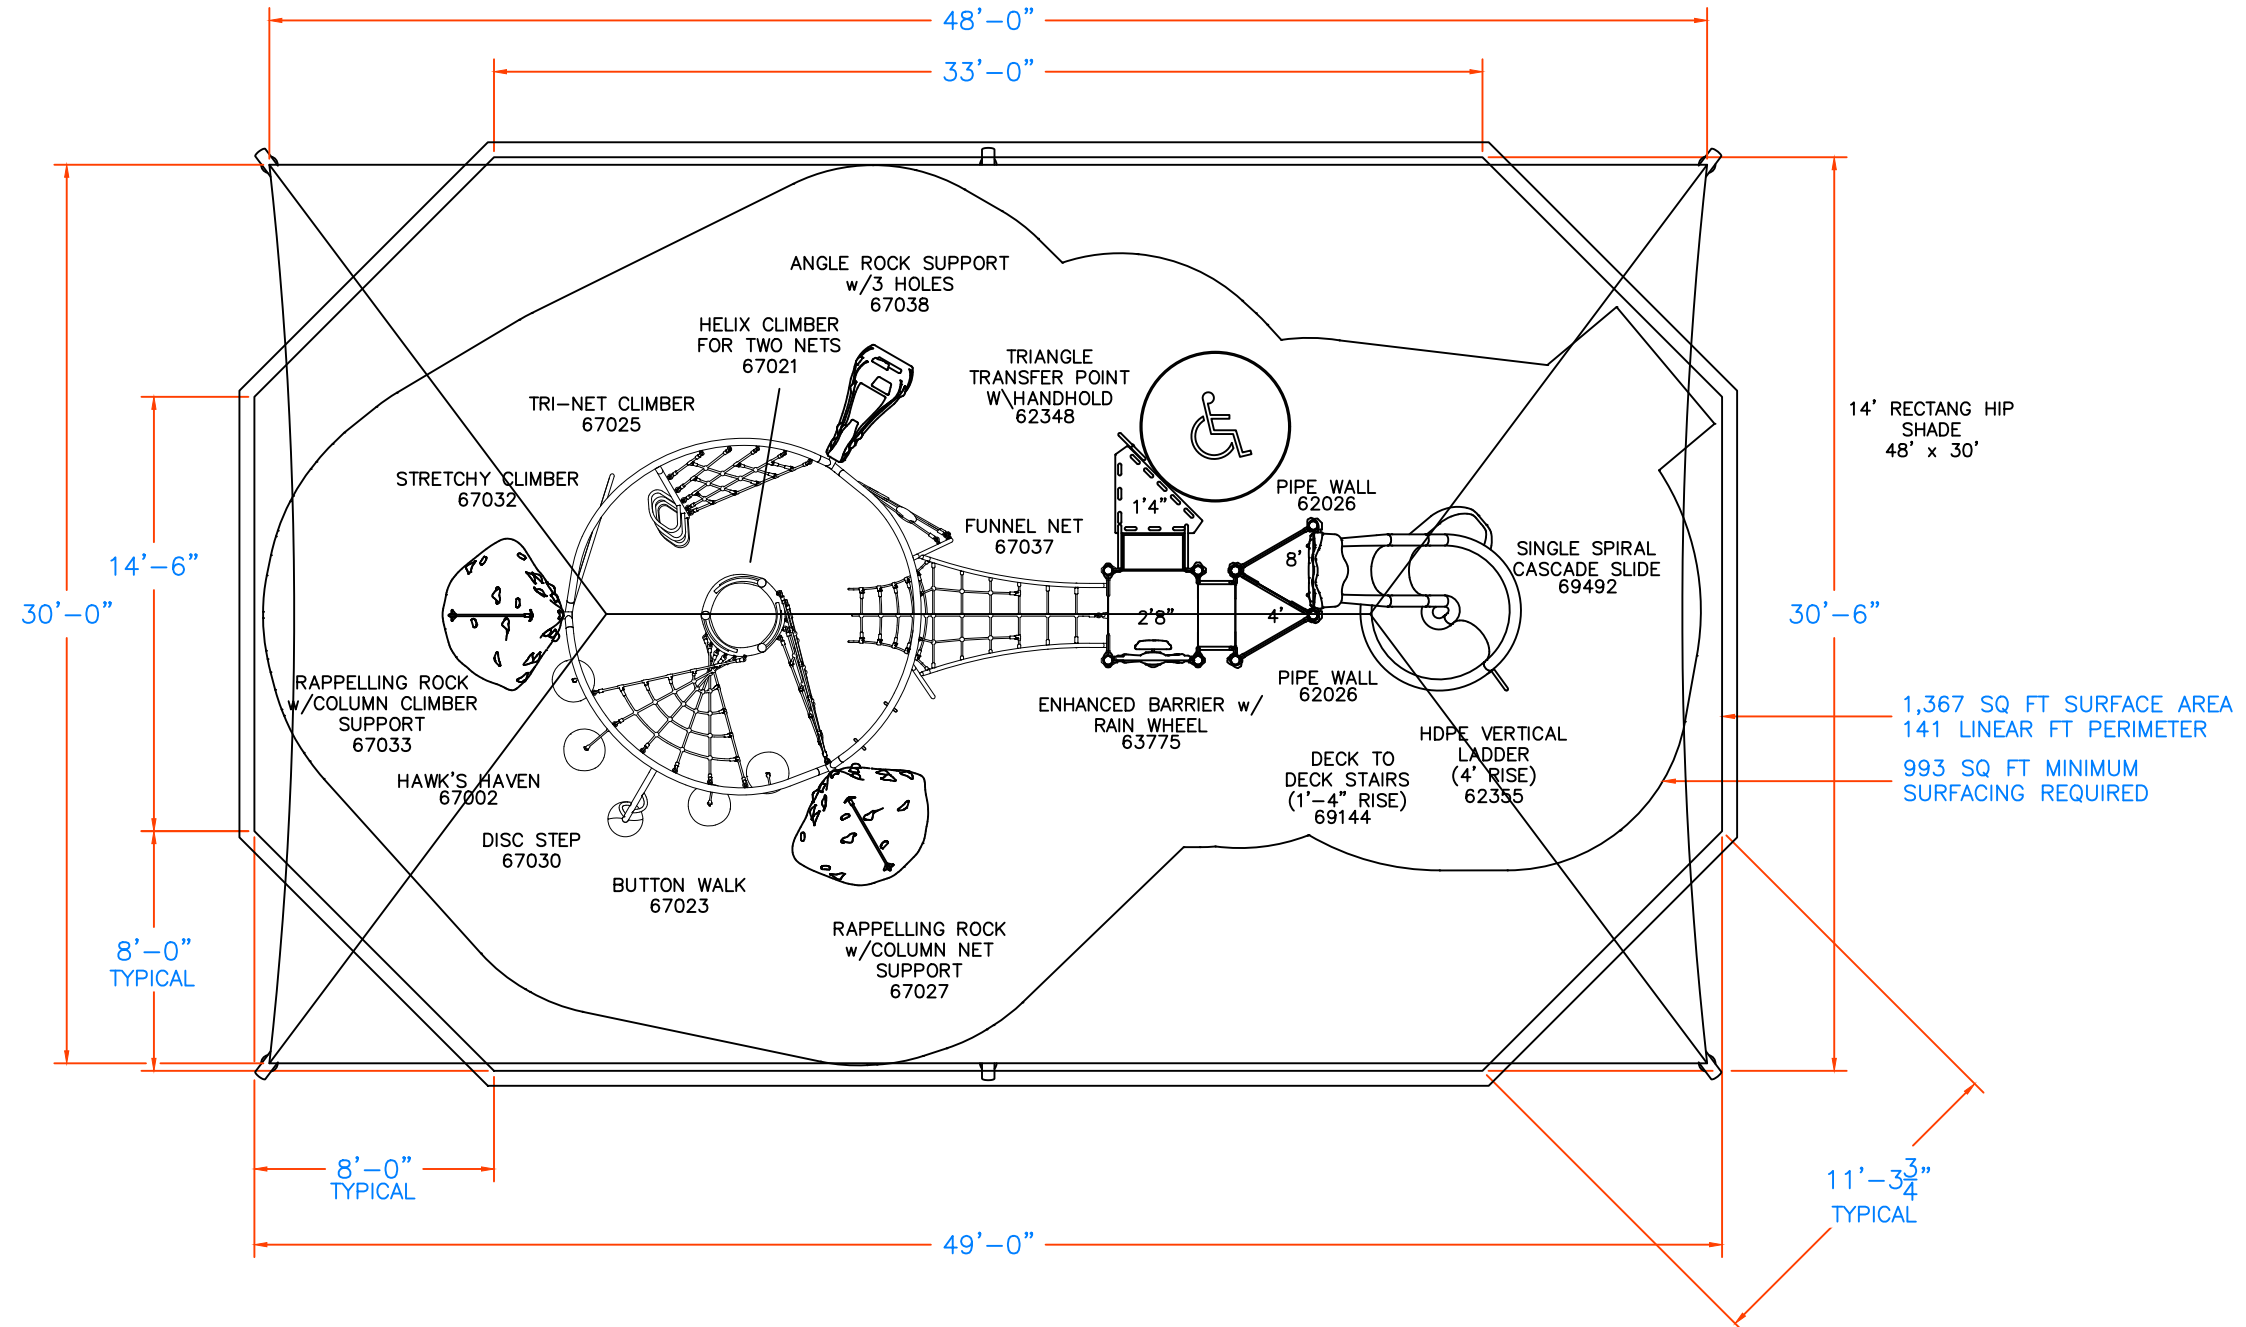 48'-0"
33'-0"
ANGLE ROCK SUPPORT
w/3 HOLES
67038
HELIX CLIMBER
FOR TWO NETS
67021
TRIANGLE
TRANSFER POINT
W\HANDHOLD
62348
TRI-NET CLIMBER
67025
14' RECTANG HIP
SHADE
48' x 30'
STRETCHY CLIMBER
67032
PIPE WALL
62026
1'4"
FUNNEL NET
67037
14'-6"
8'
SINGLE SPIRAL
CASCADE SLIDE
69492
30'-0"
2'8"
4'
30'-6"
RAPPELLING ROCK
w/COLUMN CLIMBER
SUPPORT
67033
PIPE WALL
62026
ENHANCED BARRIER w/
RAIN WHEEL
63775
1,367 SQ FT SURFACE AREA
141 LINEAR FT PERIMETER
HDPE VERTICAL
LADDER
(4' RISE)
62355
DECK TO
DECK STAIRS
(1'-4" RISE)
69144
993 SQ FT MINIMUM
SURFACING REQUIRED
HAWK'S HAVEN
67002
DISC STEP
67030
BUTTON WALK
67023
RAPPELLING ROCK
w/COLUMN NET
SUPPORT
67027
8'-0"
TYPICAL
8'-0"
TYPICAL
11'-3 3/4"
TYPICAL
49'-0"